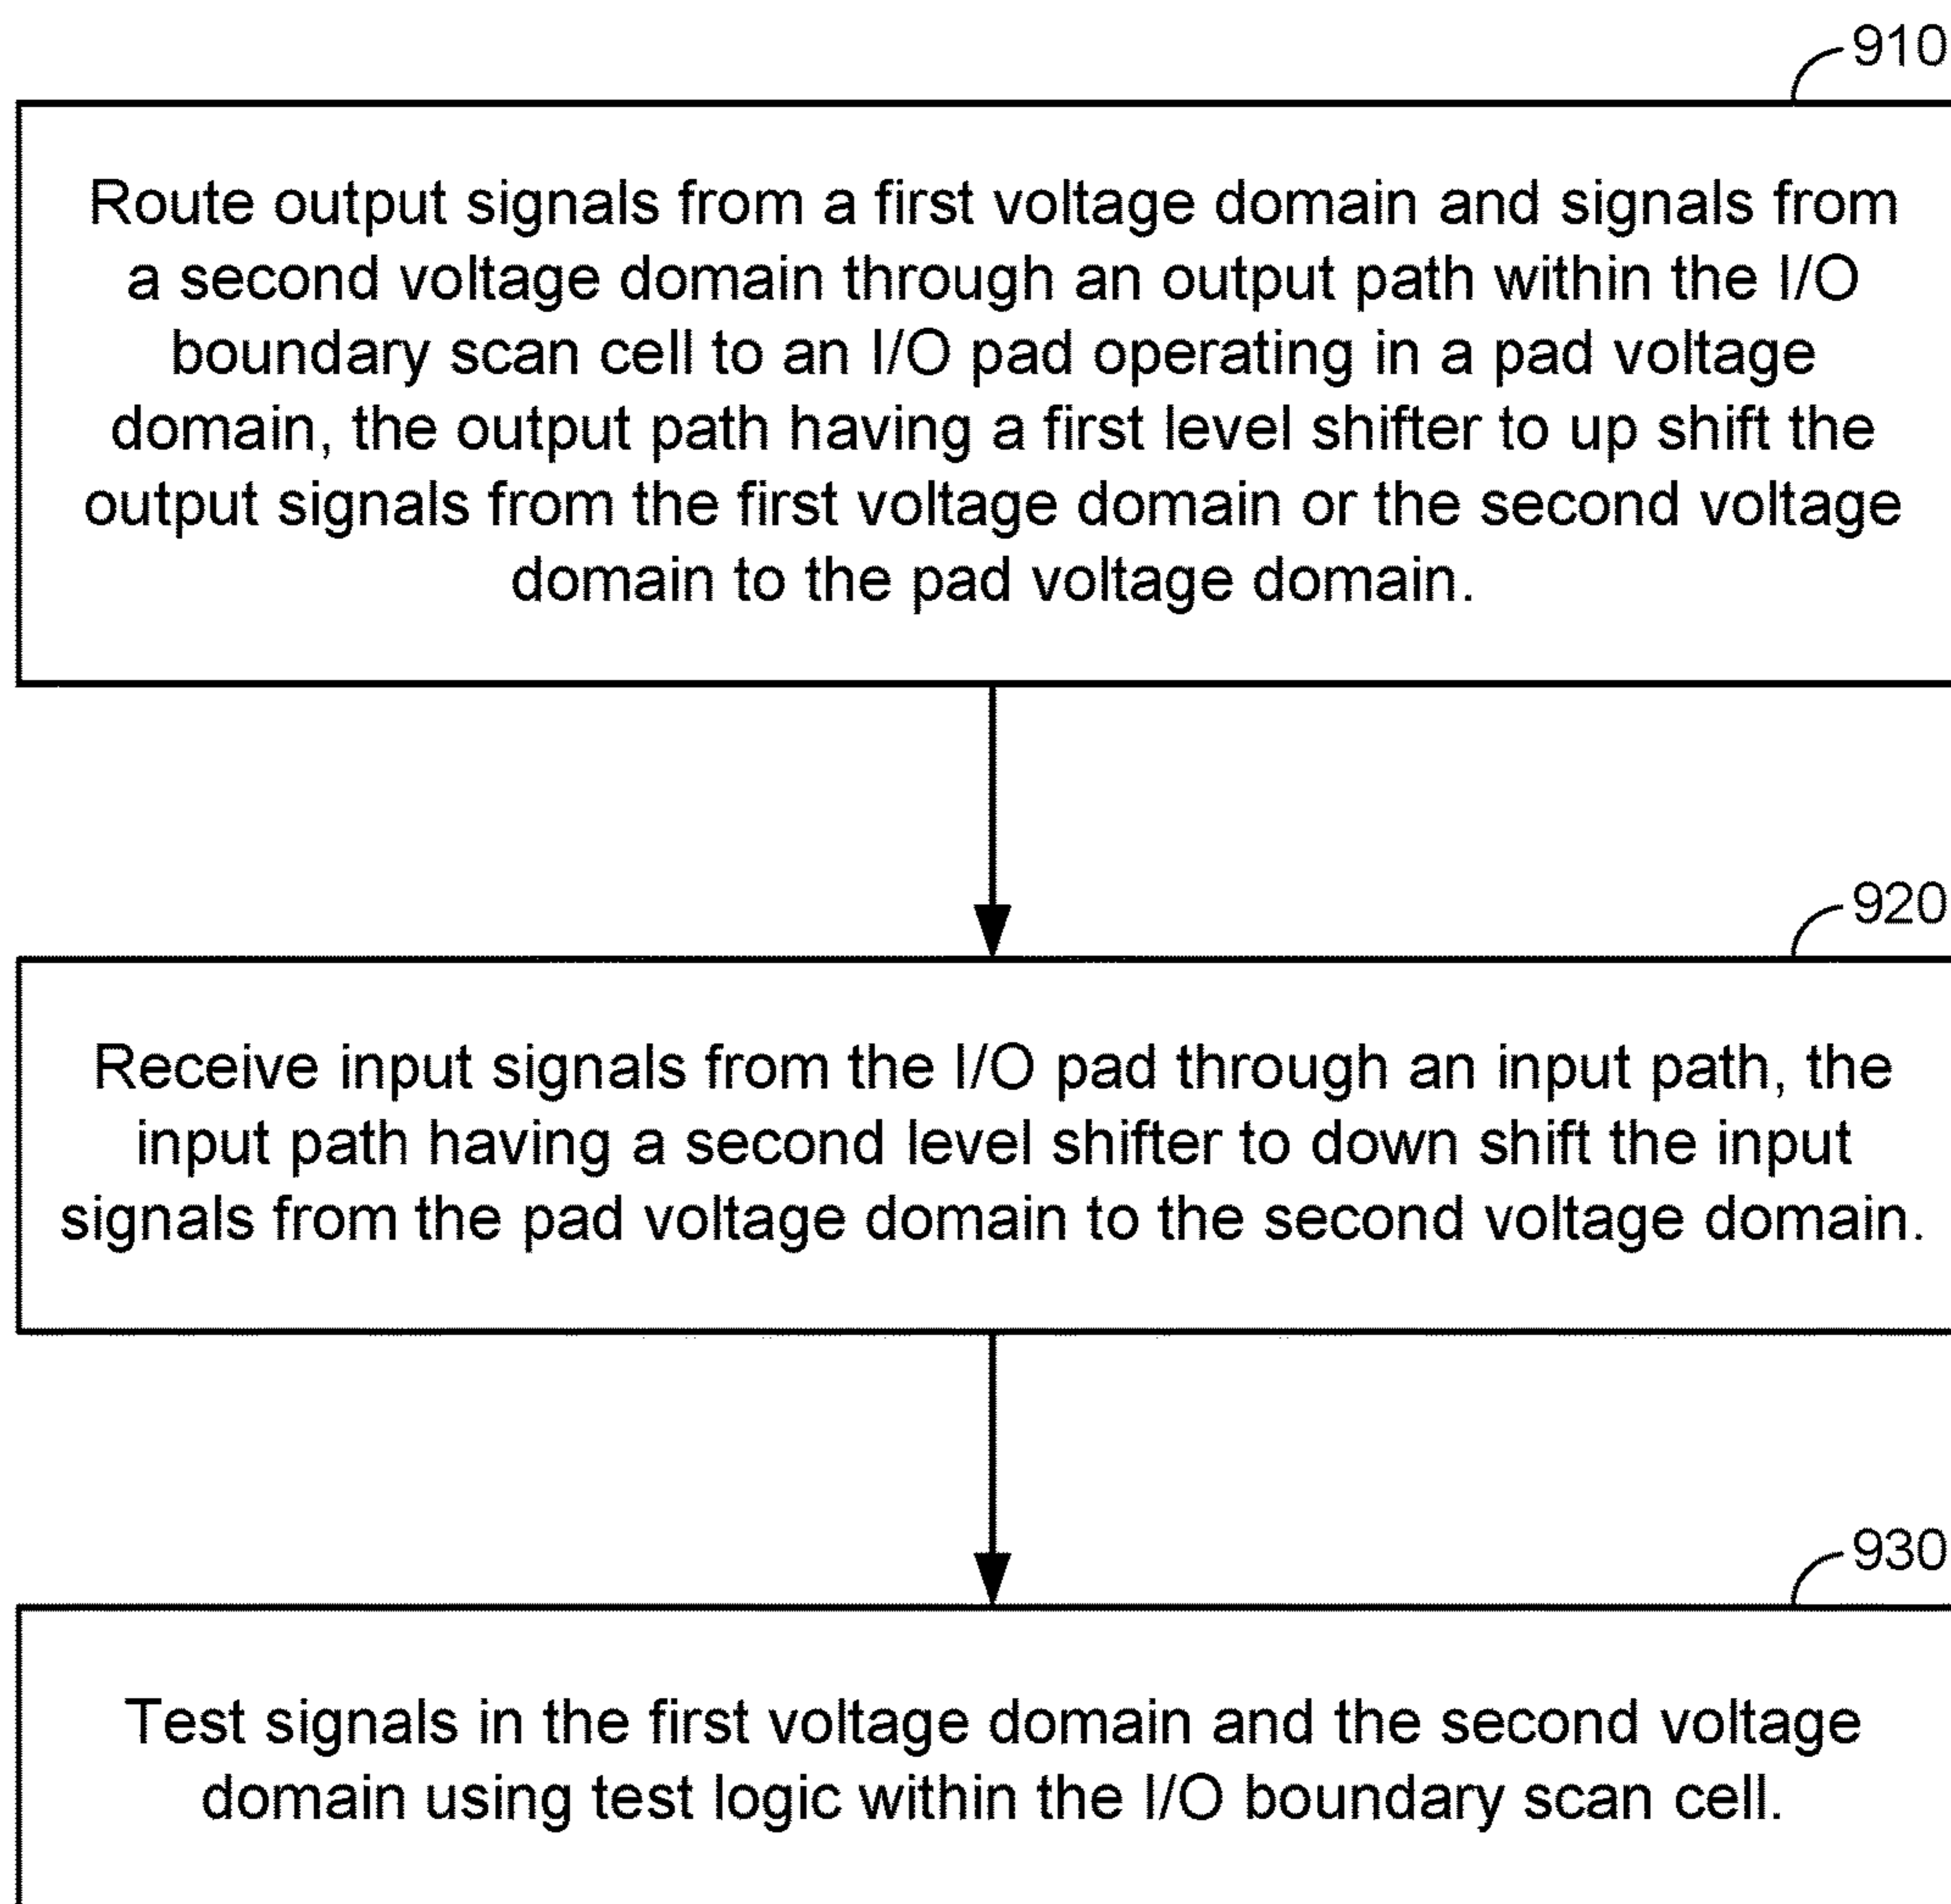 910
Route output signals from a first voltage domain and signals from
a second voltage domain through an output path within the I/O
boundary scan cell to an I/O pad operating in a pad voltage
domain, the output path having a first level shifter to up shift the
output signals from the first voltage domain or the second voltage
domain to the pad voltage domain.
920
Receive input signals from the I/O pad through an input path, the
input path having a second level shifter to down shift the input
signals from the pad voltage domain to the second voltage domain.
930
Test signals in the first voltage domain and the second voltage
domain using test logic within the I/O boundary scan cell.